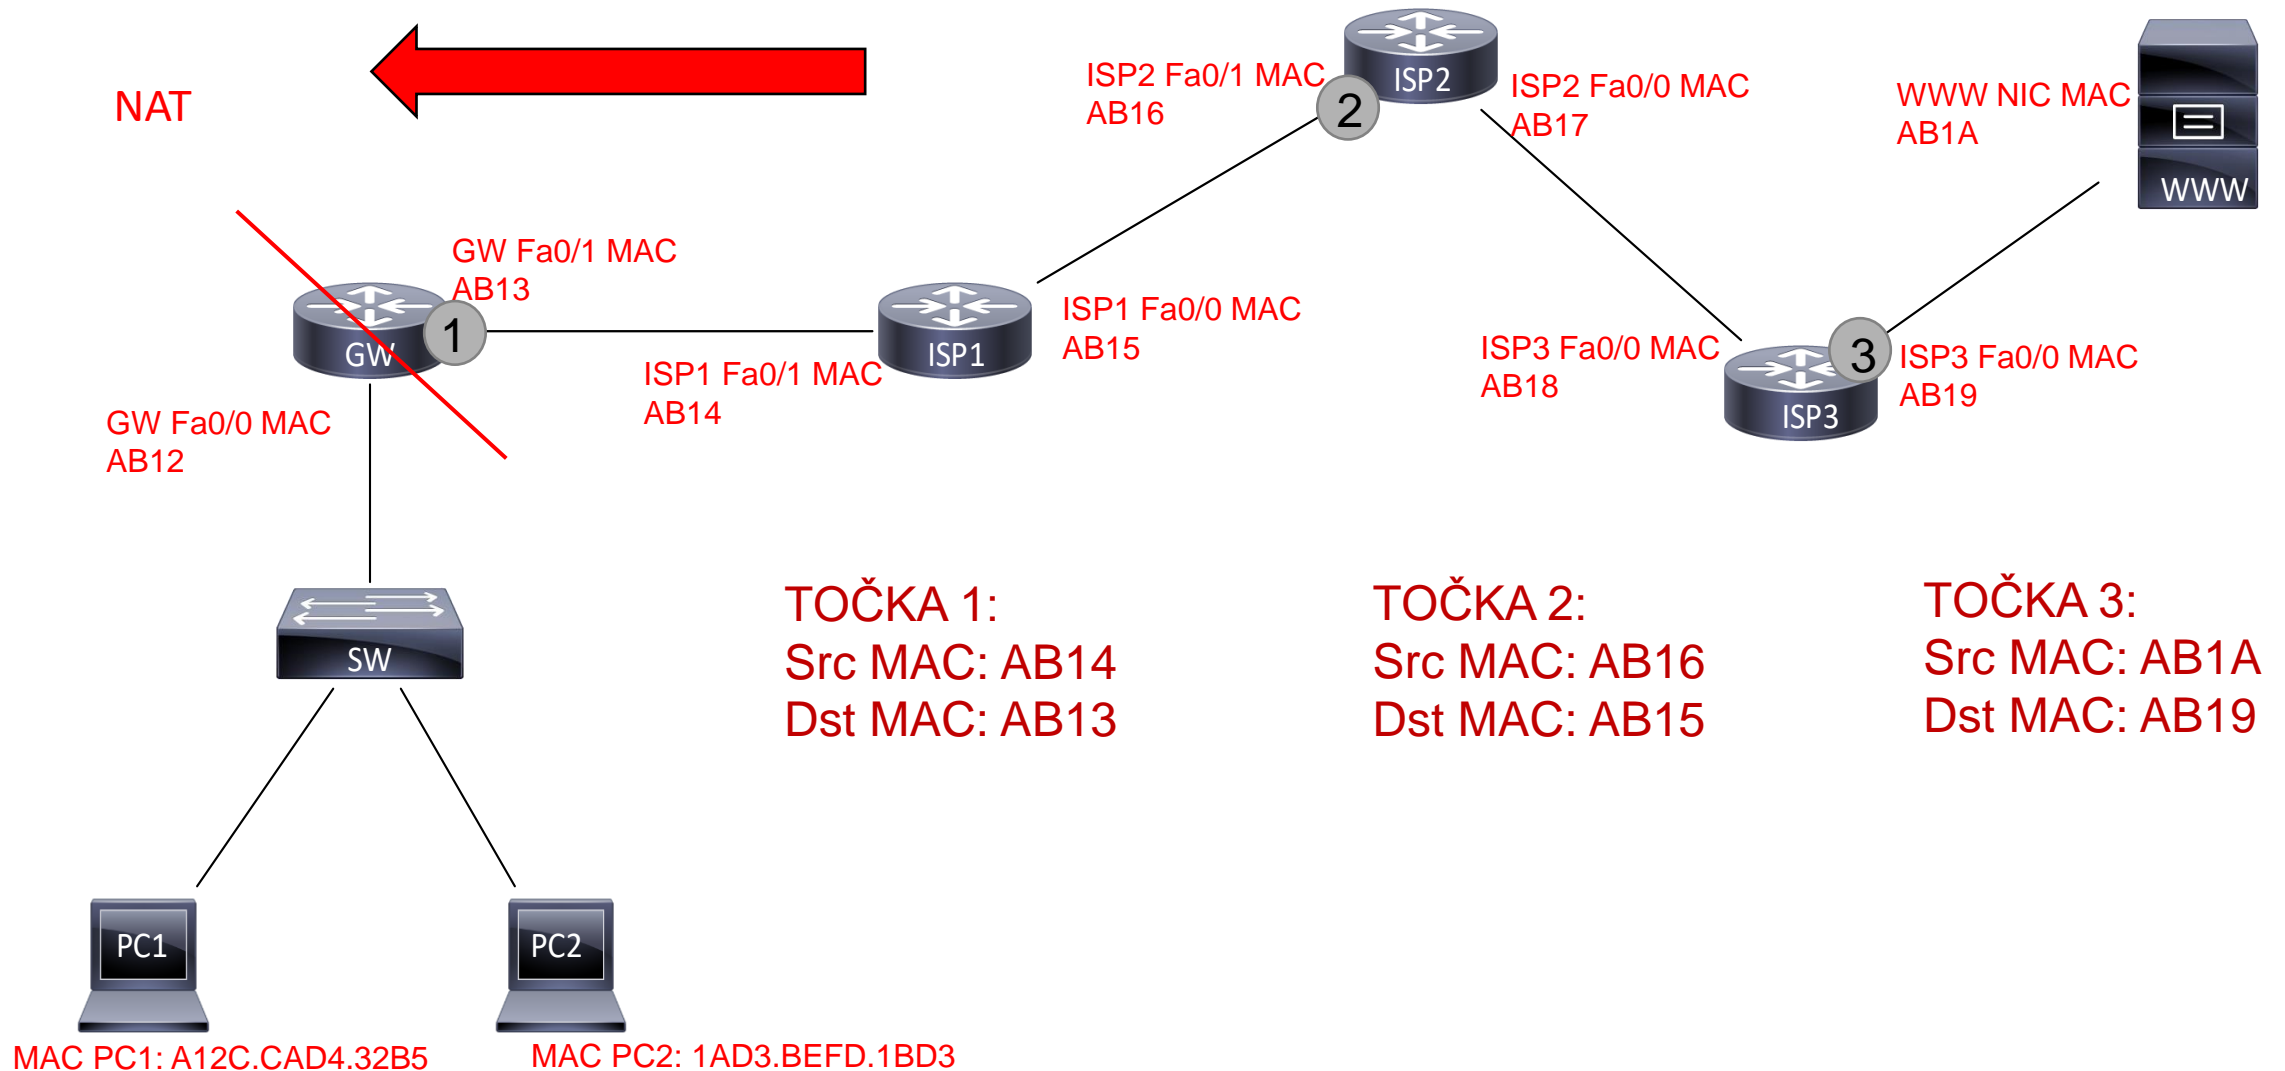 NAT
ISP2 Fa0/1 MAC
AB16
2
ISP2
ISP2 Fa0/0 MAC
AB17
WWW NIC MAC
AB1A
WWW
GW Fa0/1 MAC
AB13
GW
1
ISP1 Fa0/1 MAC
AB14
ISP1
ISP1 Fa0/0 MAC
AB15
ISP3 Fa0/0 MAC
AB18
3
ISP3
ISP3 Fa0/0 MAC
AB19
GW Fa0/0 MAC
AB12
SW
TOČKA 1:
Src MAC: AB14
Dst MAC: AB13
TOČKA 2:
Src MAC: AB16
Dst MAC: AB15
TOČKA 3:
Src MAC: AB1A
Dst MAC: AB19
PC1
PC2
MAC PC1: A12C.CAD4.32B5
MAC PC2: 1AD3.BEFD.1BD3